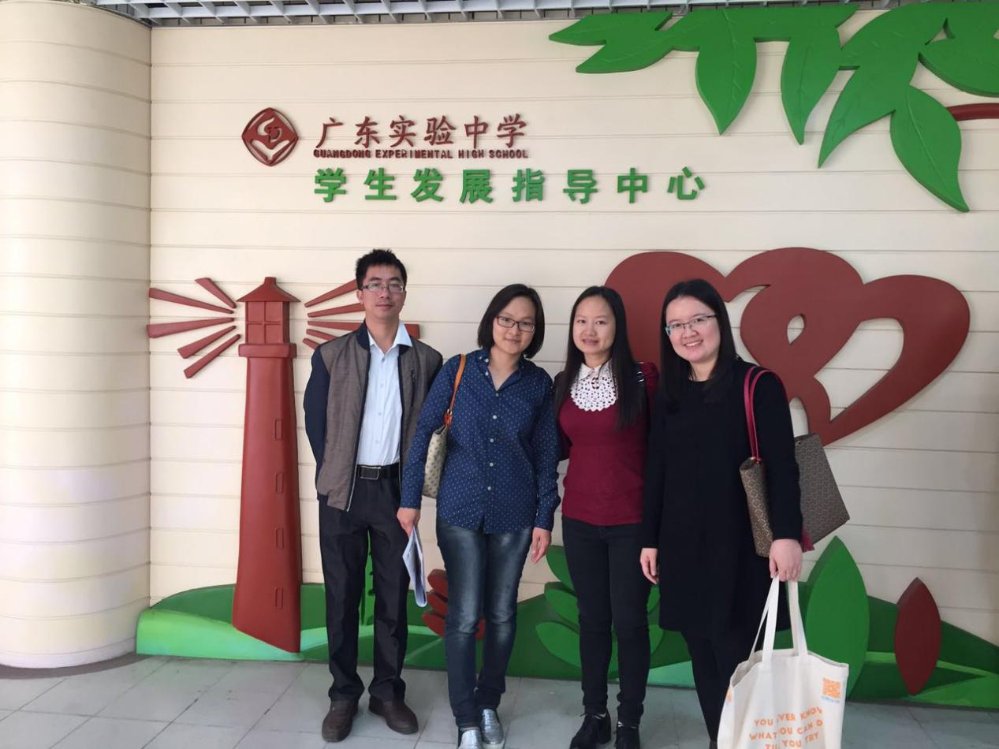 广东实验中学
GUANGDONG EXPERIMENTAL HIGH SCHOOL
学生发展指导中心
YOU NEVER KNOW
WHAT YOU CAN D
TIL YOU TRY